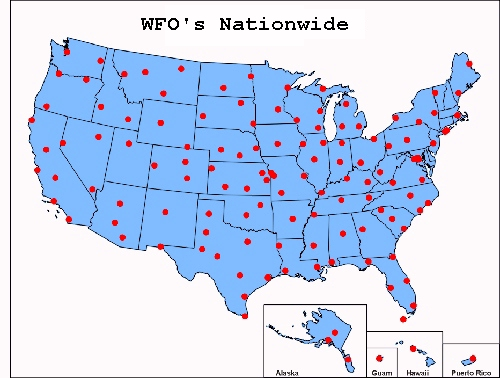 WFO's Nationwide
Alaska
Guam
Hawaii
Puerto Rico